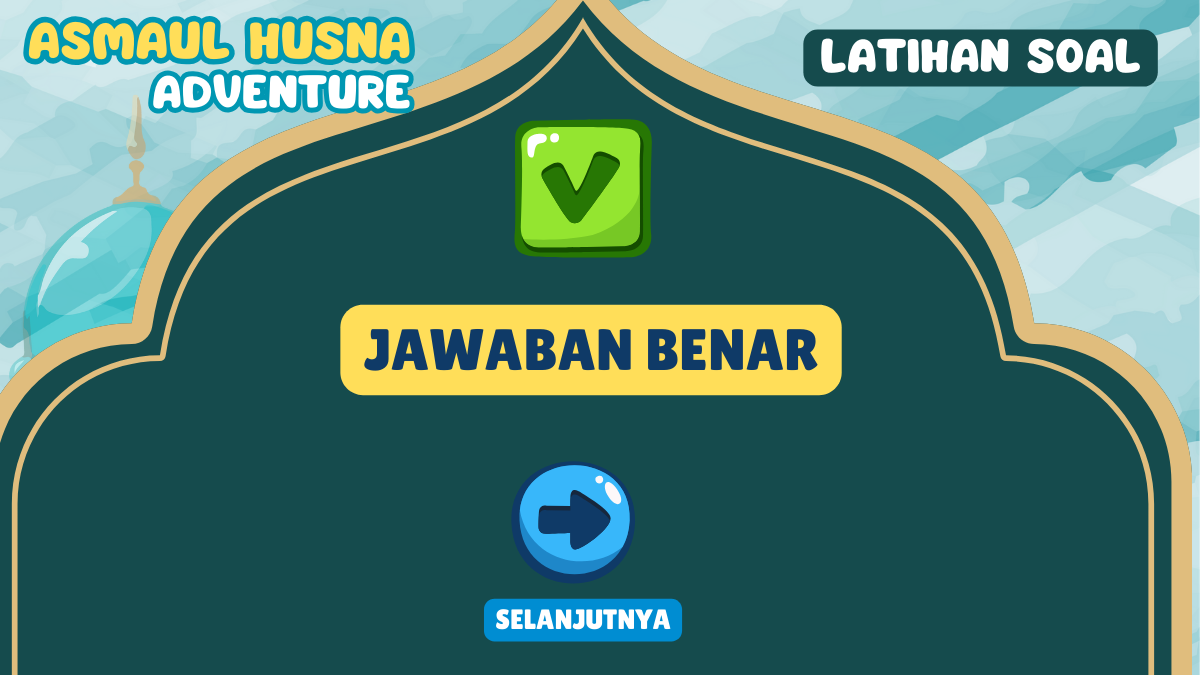 ASMAUL HUSNA
ADVENTURE
LATIHAN SOAL
JAWABAN BENAR
SELANJUTNYA